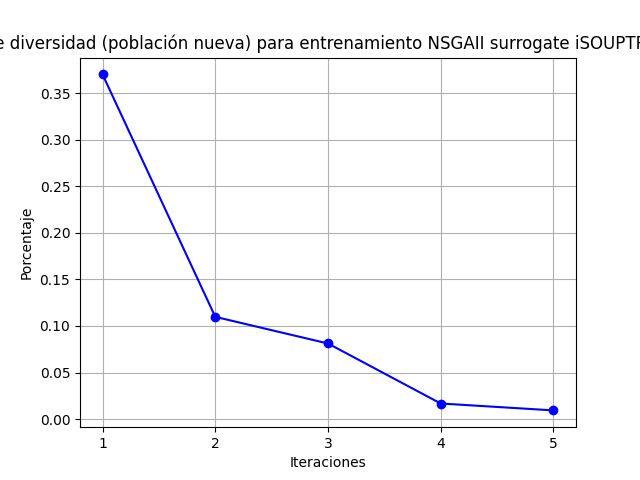 e diversidad (población nueva) para entrenamiento NSGAII surrogate iSOUPT
0.35
0.30
0.25
0.20
0.15
0.10
0.05
0.00
Porcentaje
1 2 3 4 5
Iteraciones